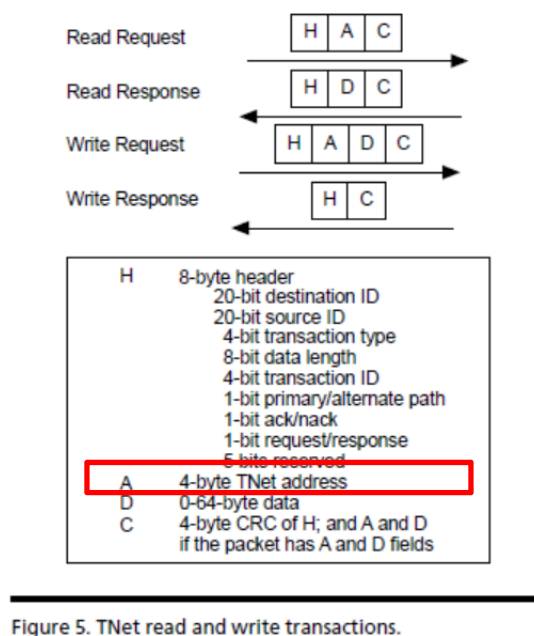 Read Request
H A C
Read Response
H D C
Write Request
H A D C
Write Response
H C
H 8-byte header
20-bit destination ID
20-bit source ID
4-bit transaction type
8-bit data length
4-bit transaction ID
1-bit primary/alternate path
1-bit ack/nack
1-bit request/response
5 bits reserved
A 4-byte TNet address
D 0-64-byte data
C 4-byte CRC of H; and A and D
if the packet has A and D fields
Figure 5. TNet read and write transactions.